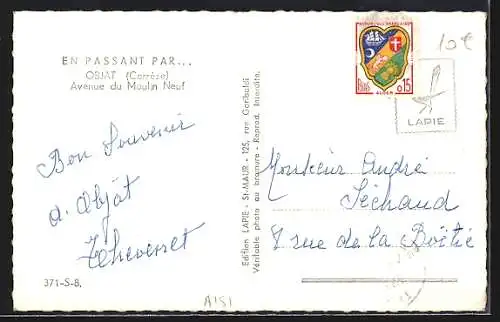 EN PASSANT PAR...
OBJAT (Corrèze)
Avenue du Moulin Neuf
Bon Souvenir
d'Objat
Thevenet
371-S-8.
A151
Edition LAPIE - St-MAUR - 125, rue Garibaldi
Véritable photo au bromure - Reprod. Interdite.
REPUBLIQUE FRANÇAISE
ALGER
POSTES
0,15
10€
LAPIE
Monsieur André
Séchaud
8 rue de la Boëtie